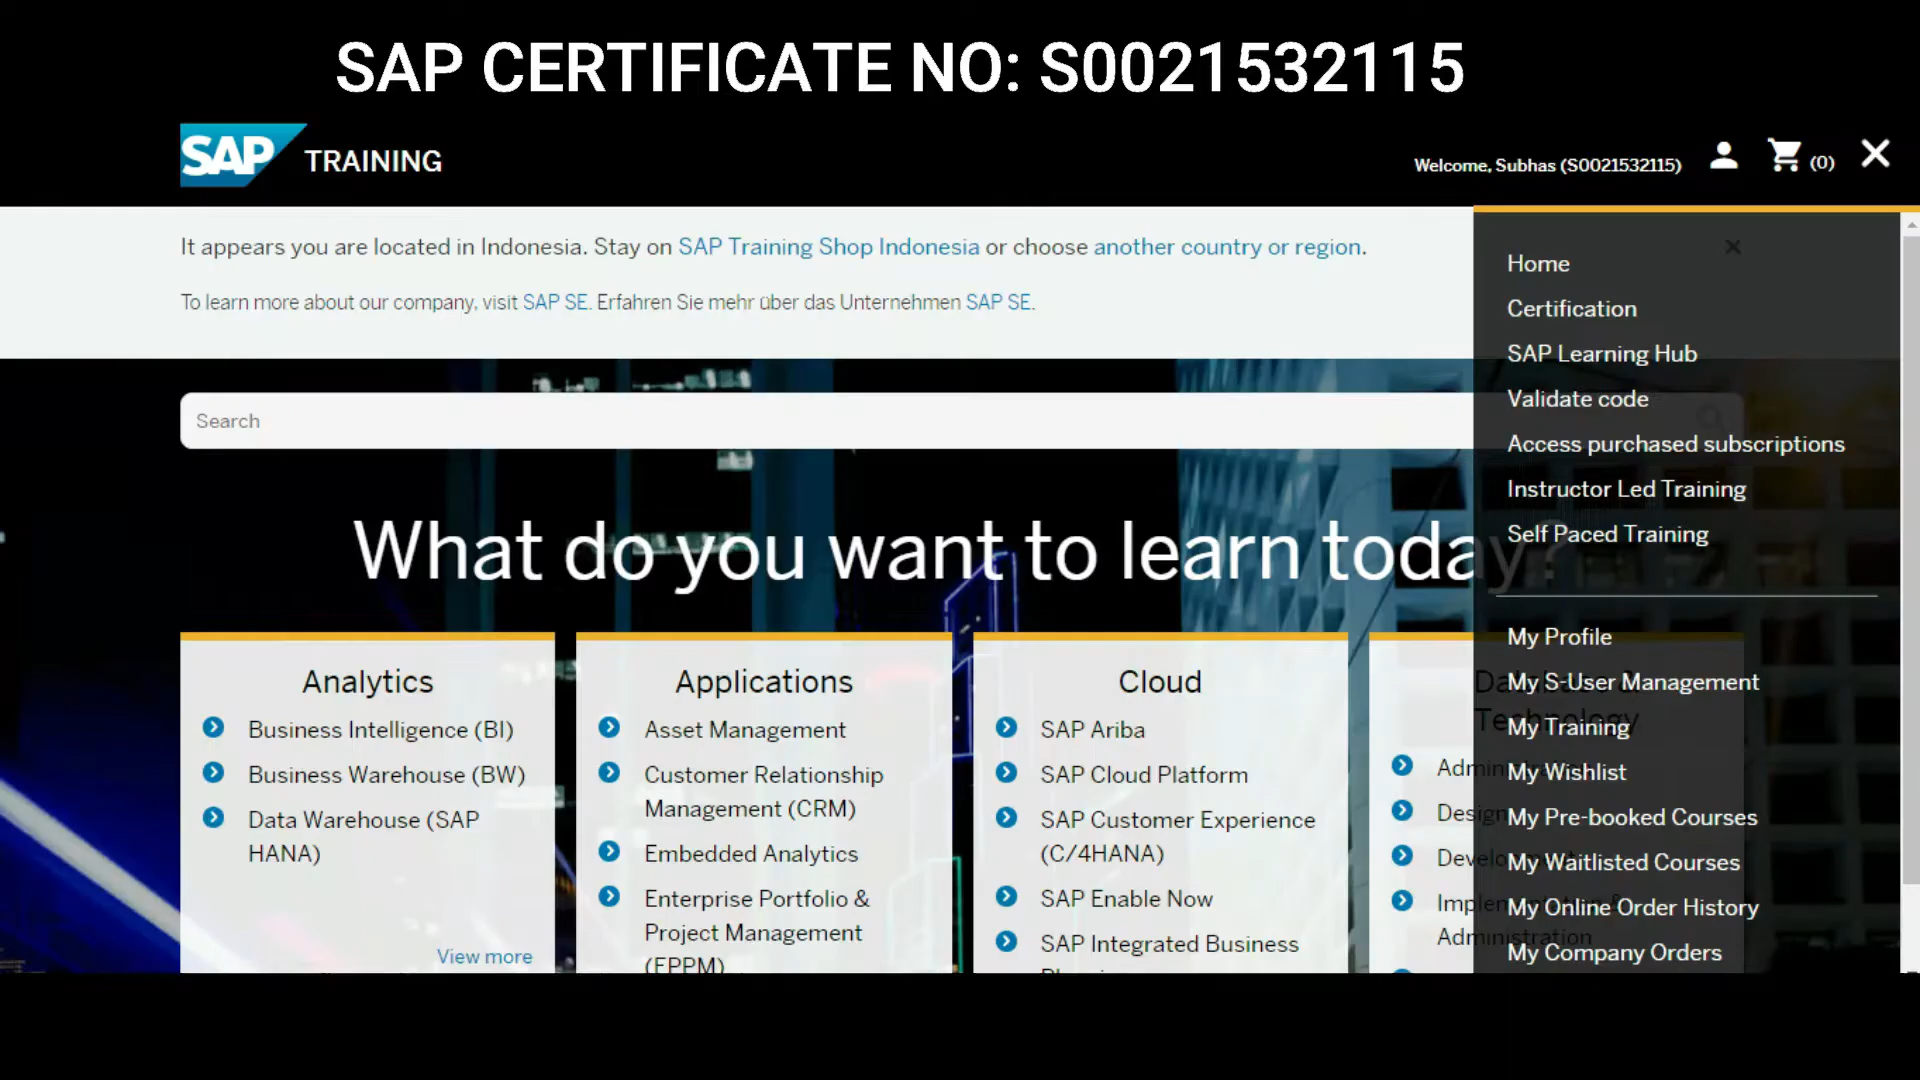 SAP CERTIFICATE NO: S0021532115
SAP TRAINING
Welcome, Subhas (S0021532115)
(0)
It appears you are located in Indonesia. Stay on SAP Training Shop Indonesia or choose another country or region.
To learn more about our company, visit SAP SE. Erfahren Sie mehr über das Unternehmen SAP SE.
Search
What do you want to learn today?
Analytics
Business Intelligence (BI)
Business Warehouse (BW)
Data Warehouse (SAP
HANA)
View more
Applications
Asset Management
Customer Relationship
Management (CRM)
Embedded Analytics
Enterprise Portfolio &
Project Management
(EPPM)
Cloud
SAP Ariba
SAP Cloud Platform
SAP Customer Experience
(C/4HANA)
SAP Enable Now
SAP Integrated Business
Technology
Administration
Home
Certification
SAP Learning Hub
Validate code
Access purchased subscriptions
Instructor Led Training
Self Paced Training
My Profile
My S-User Management
My Training
My Wishlist
My Pre-booked Courses
My Waitlisted Courses
My Online Order History
My Company Orders